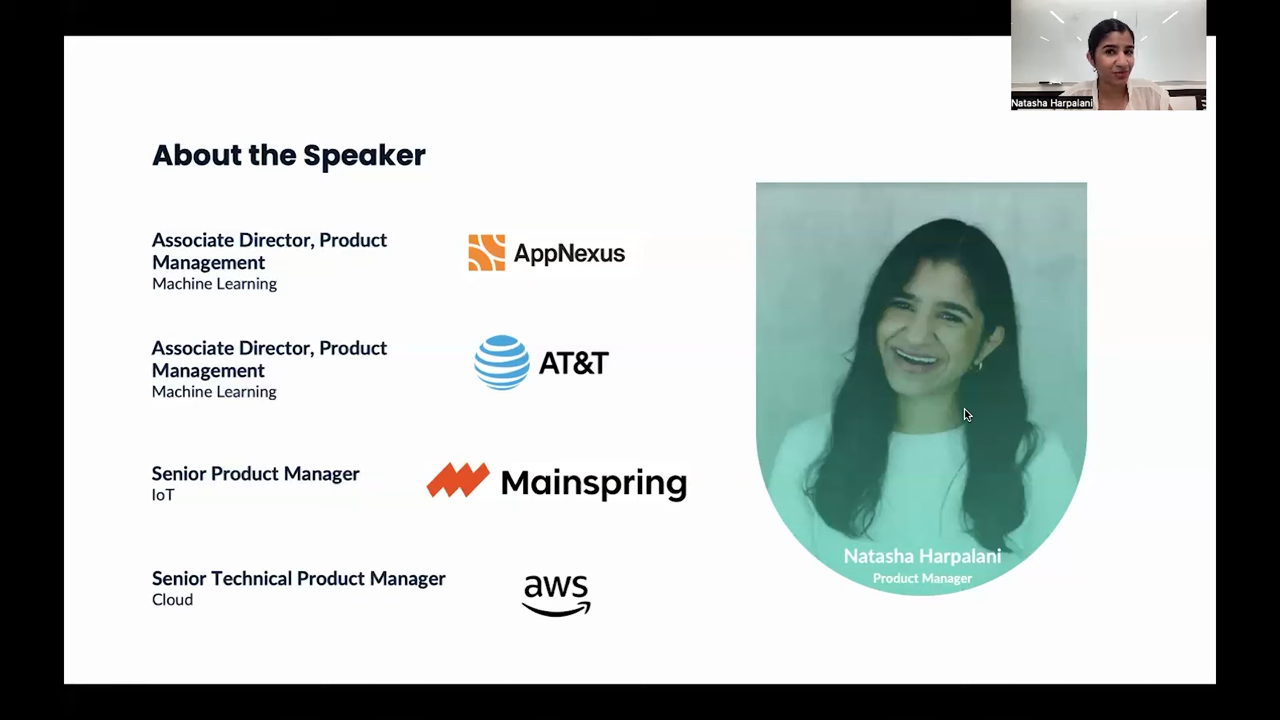 Natasha Harpalani
About the Speaker
Associate Director, Product
Management
Machine Learning
AppNexus
Associate Director, Product
Management
Machine Learning
AT&T
Senior Product Manager
IoT
Mainspring
Senior Technical Product Manager
Cloud
aws
Natasha Harpalani
Product Manager